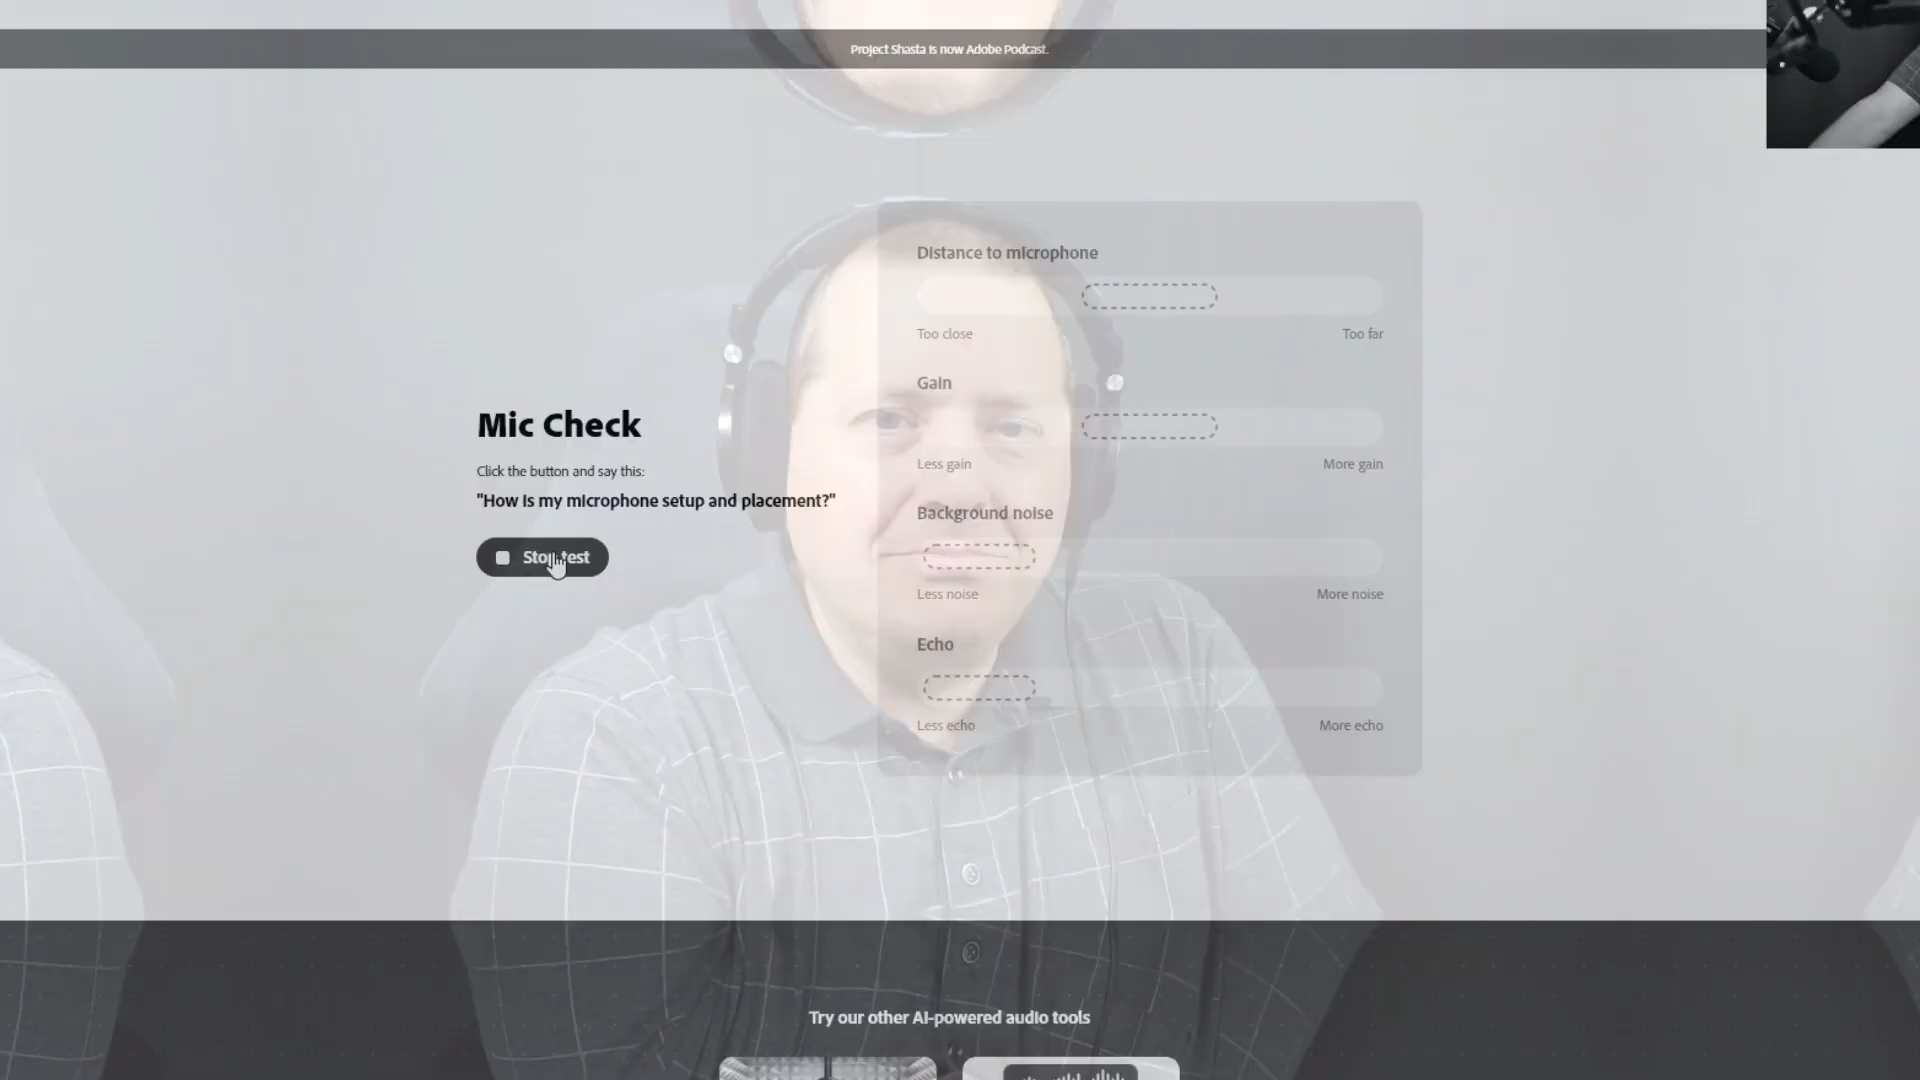 Project Shasta is now Adobe Podcast.
Mic Check
Click the button and say this:
"How is my microphone setup and placement?"
Stop test
Distance to microphone
Too close
Too far
Gain
Less gain
More gain
Background noise
Less noise
More noise
Echo
Less echo
More echo
Try our other AI-powered audio tools